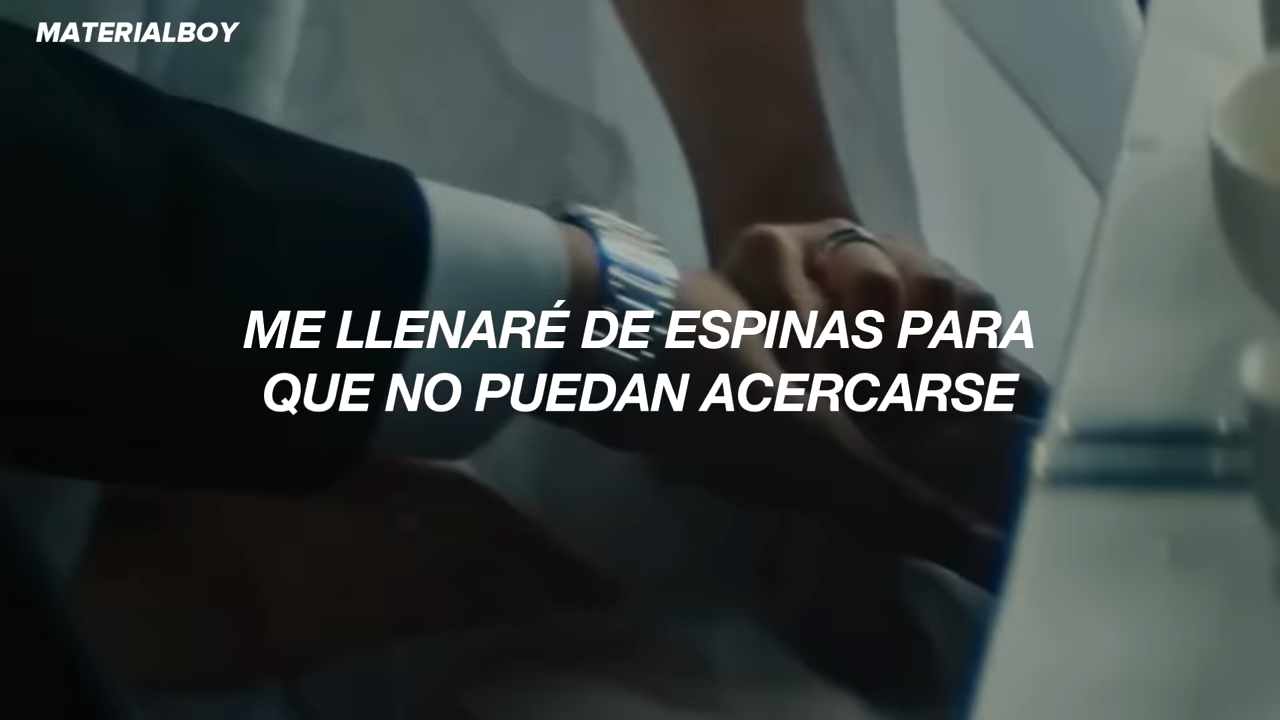 MATERIALBOY
ME LLENARÉ DE ESPINAS PARA
QUE NO PUEDAN ACERCARSE